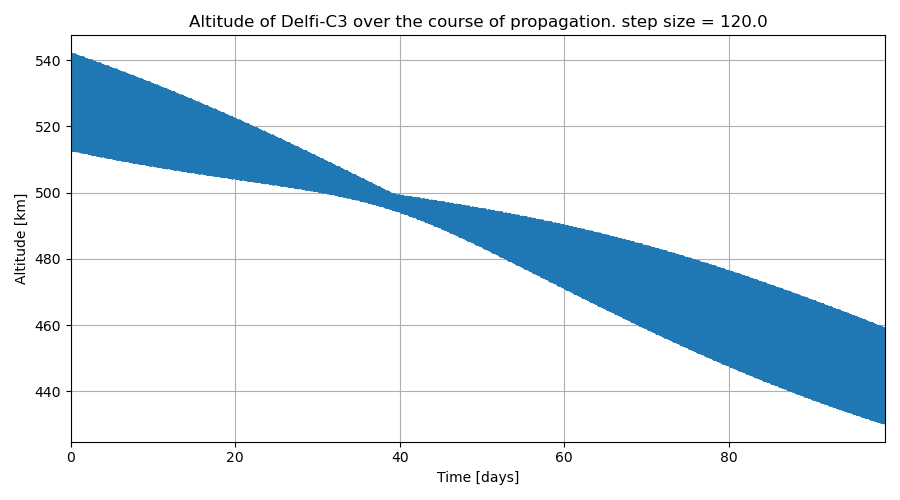 Altitude of Delfi-C3 over the course of propagation. step size = 120.0
540
520
500
480
460
440
Altitude [km]
0 20 40 60 80
Time [days]